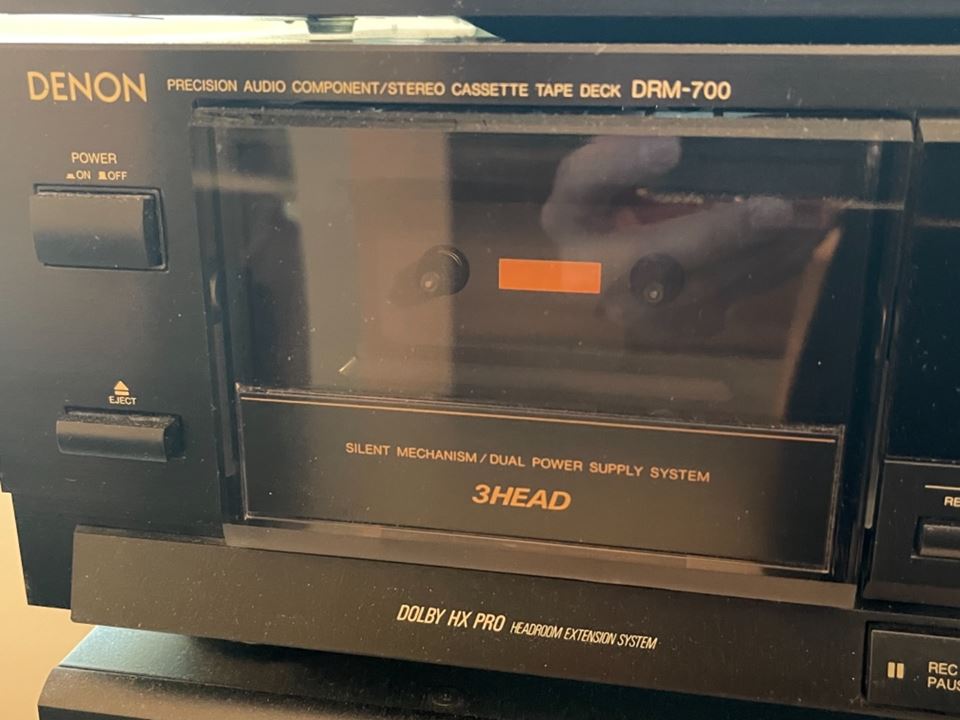 DENON PRECISION AUDIO COMPONENT/STEREO CASSETTE TAPE DECK DRM-700
POWER
ON OFF
EJECT
SILENT MECHANISM/DUAL POWER SUPPLY SYSTEM
3HEAD
DOLBY HX PRO HEADROOM EXTENSION SYSTEM
REC